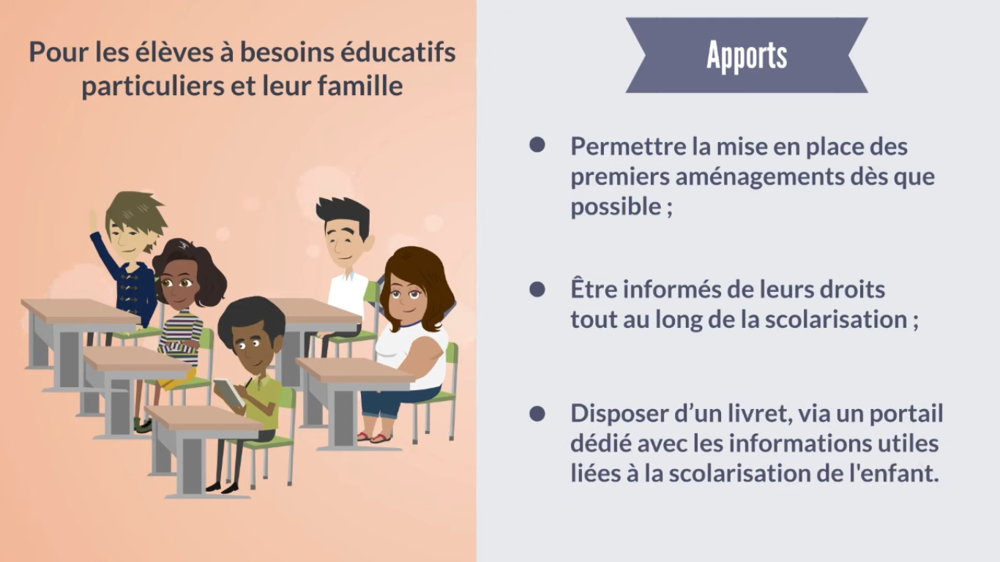 Pour les élèves à besoins éducatifs
particuliers et leur famille
Apports
● Permettre la mise en place des
premiers aménagements dès que
possible ;
● Être informés de leurs droits
tout au long de la scolarisation ;
● Disposer d’un livret, via un portail
dédié avec les informations utiles
liées à la scolarisation de l'enfant.